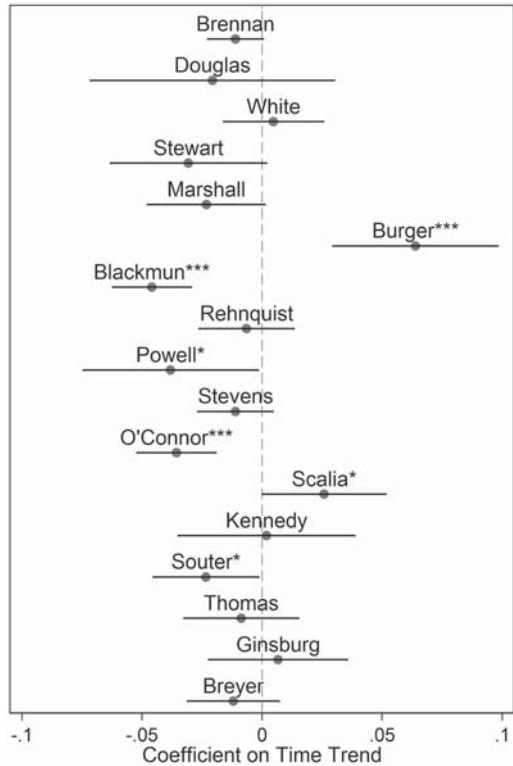 Brennan
Douglas
White
Stewart
Marshall
Burger***
Blackmun***
Rehnquist
Powell*
Stevens
O'Connor***
Scalia*
Kennedy
Souter*
Thomas
Ginsburg
Breyer
-.1 -.05 0 .05 .1
Coefficient on Time Trend